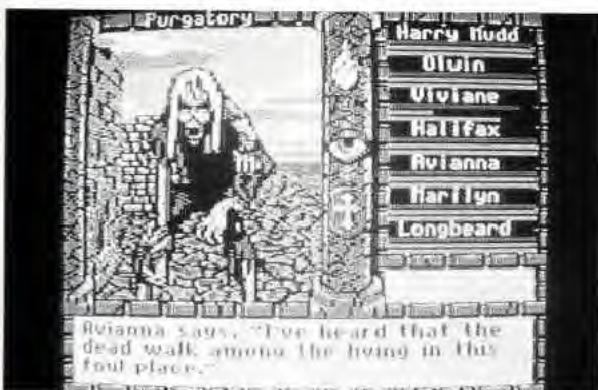 Purgatory
Harry Mudd
Olwin
Viviane
Halifax
Avianna
Marilyn
Longbeard
Avianna says, "I've heard that the
dead walk among the living in this
foul place."